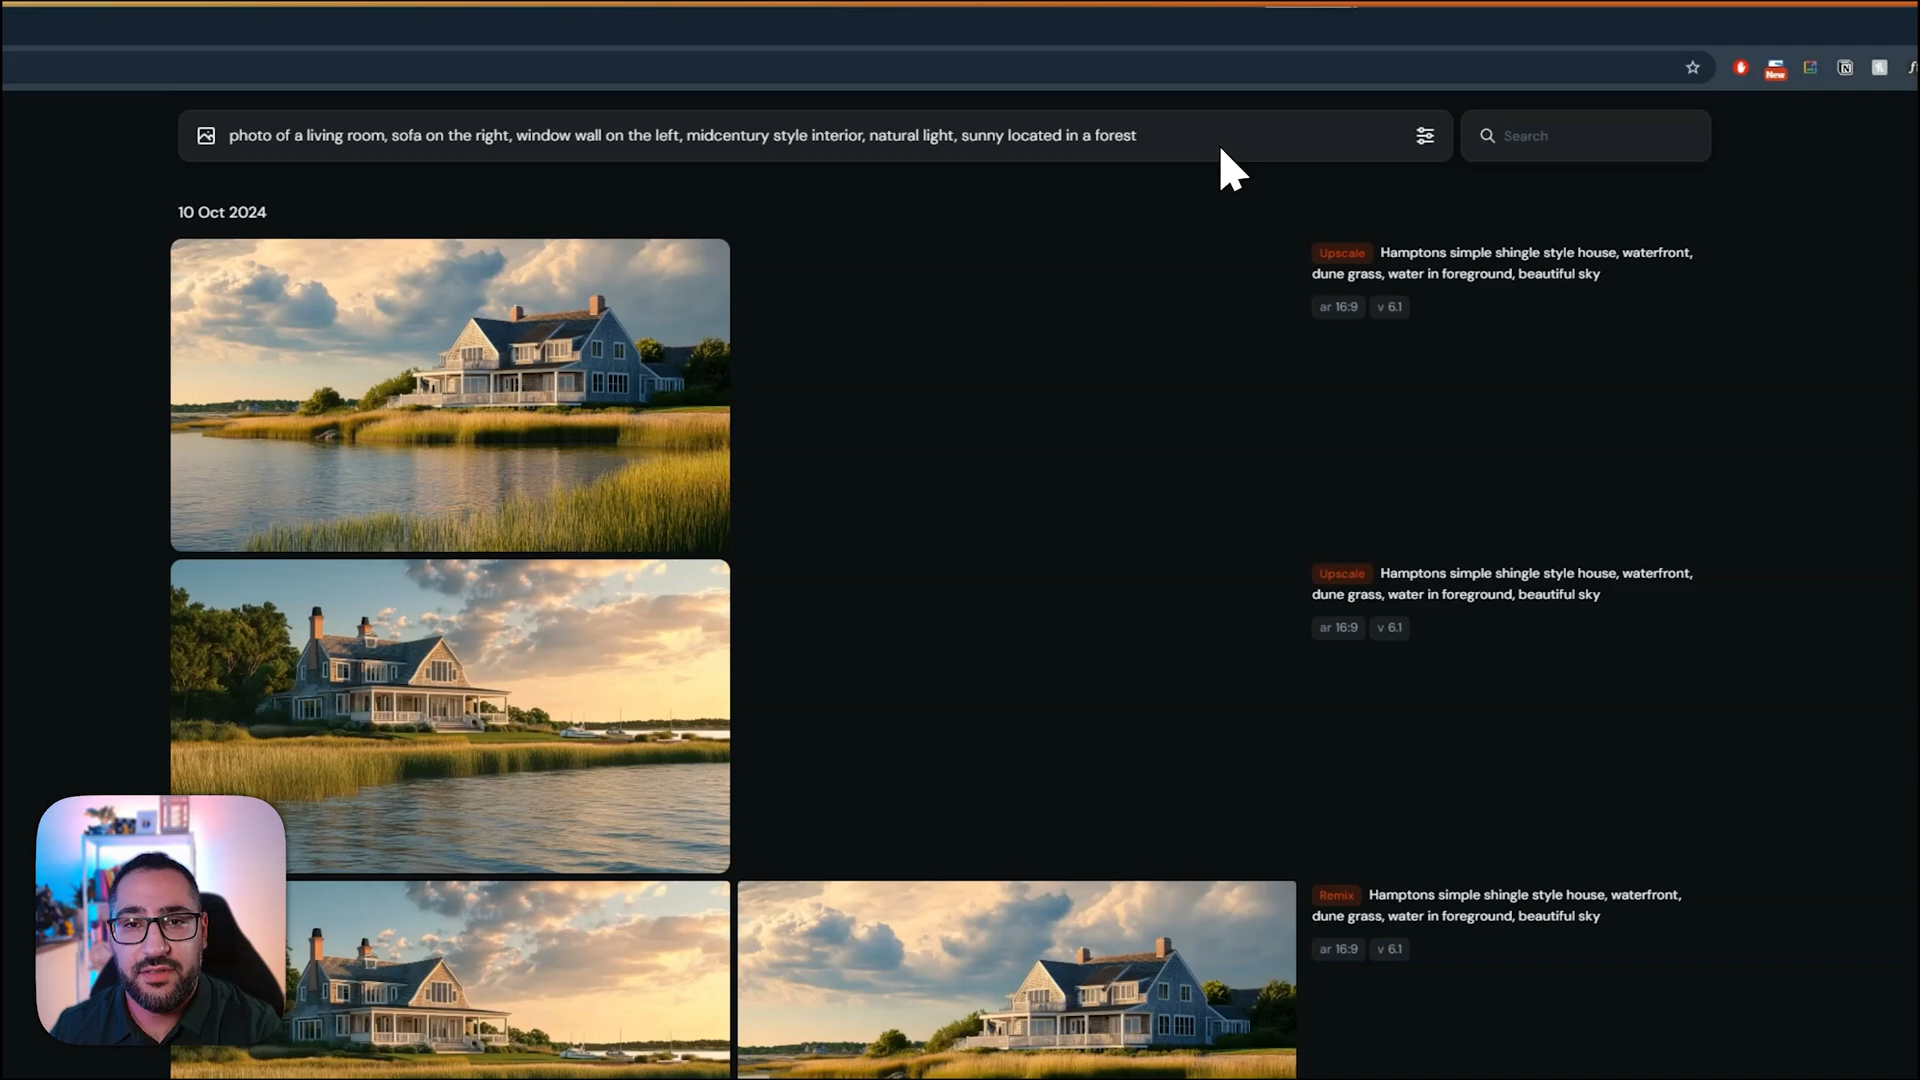 New
photo of a living room, sofa on the right, window wall on the left, midcentury style interior, natural light, sunny located in a forest
Search
10 Oct 2024
Upscale Hamptons simple shingle style house, waterfront,
dune grass, water in foreground, beautiful sky
ar 16:9 v 6.1
Upscale Hamptons simple shingle style house, waterfront,
dune grass, water in foreground, beautiful sky
ar 16:9 v 6.1
Remix Hamptons simple shingle style house, waterfront,
dune grass, water in foreground, beautiful sky
ar 16:9 v 6.1